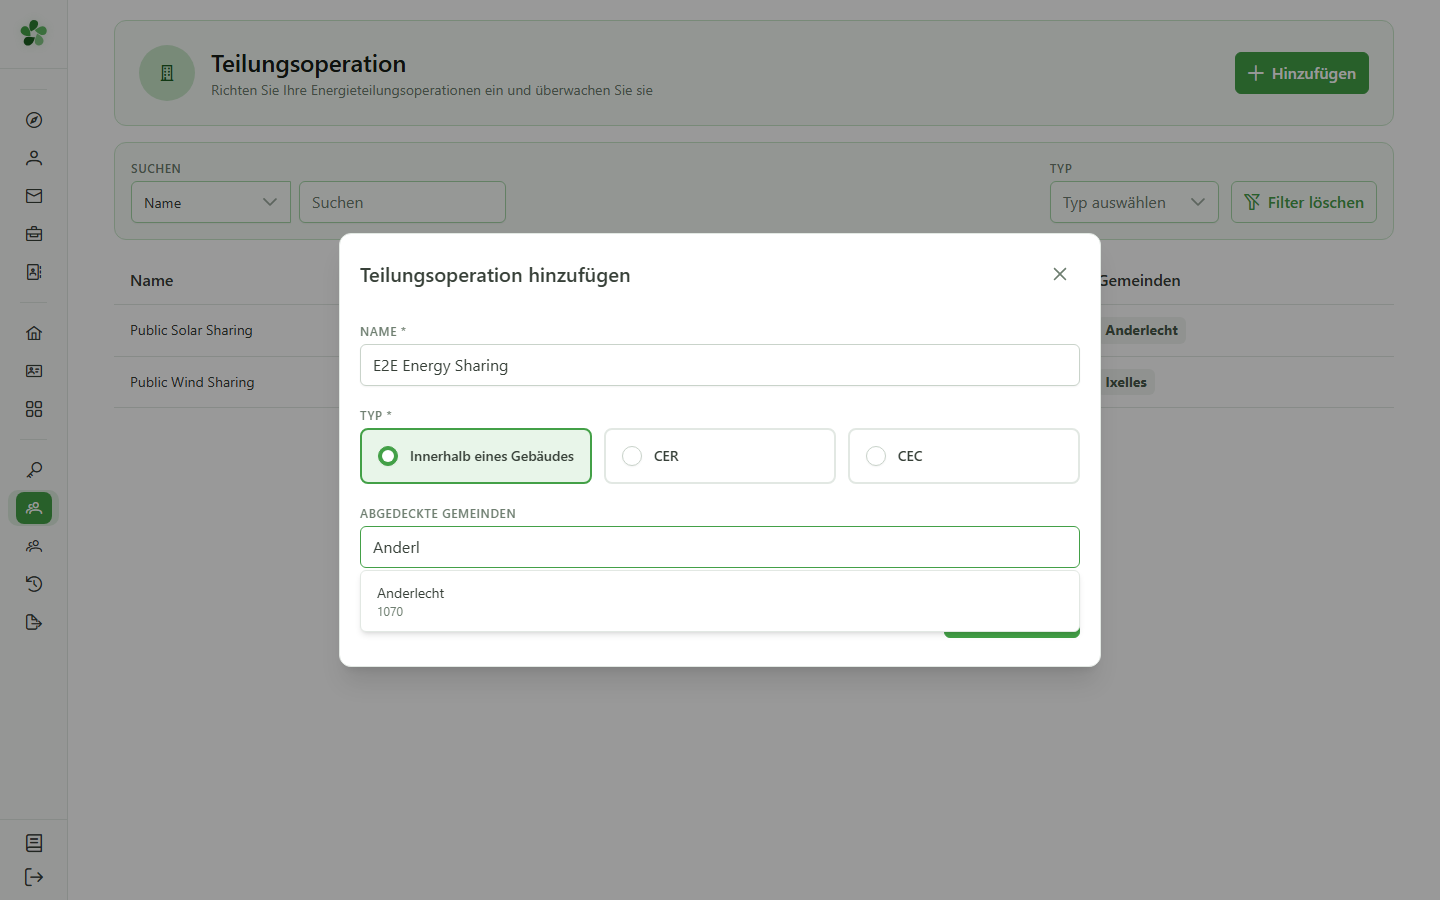 Teilungsoperation
Richten Sie Ihre Energieteilungsoperationen ein und überwachen Sie sie
Hinzufügen
SUCHEN
TYP
Name
Suchen
Typ auswählen
Filter löschen
Name
Gemeinden
Public Solar Sharing
Anderlecht
Public Wind Sharing
Ixelles
Teilungsoperation hinzufügen
NAME *
E2E Energy Sharing
TYP *
Innerhalb eines Gebäudes
CER
CEC
ABGEDECKTE GEMEINDEN
Anderl
Anderlecht
1070